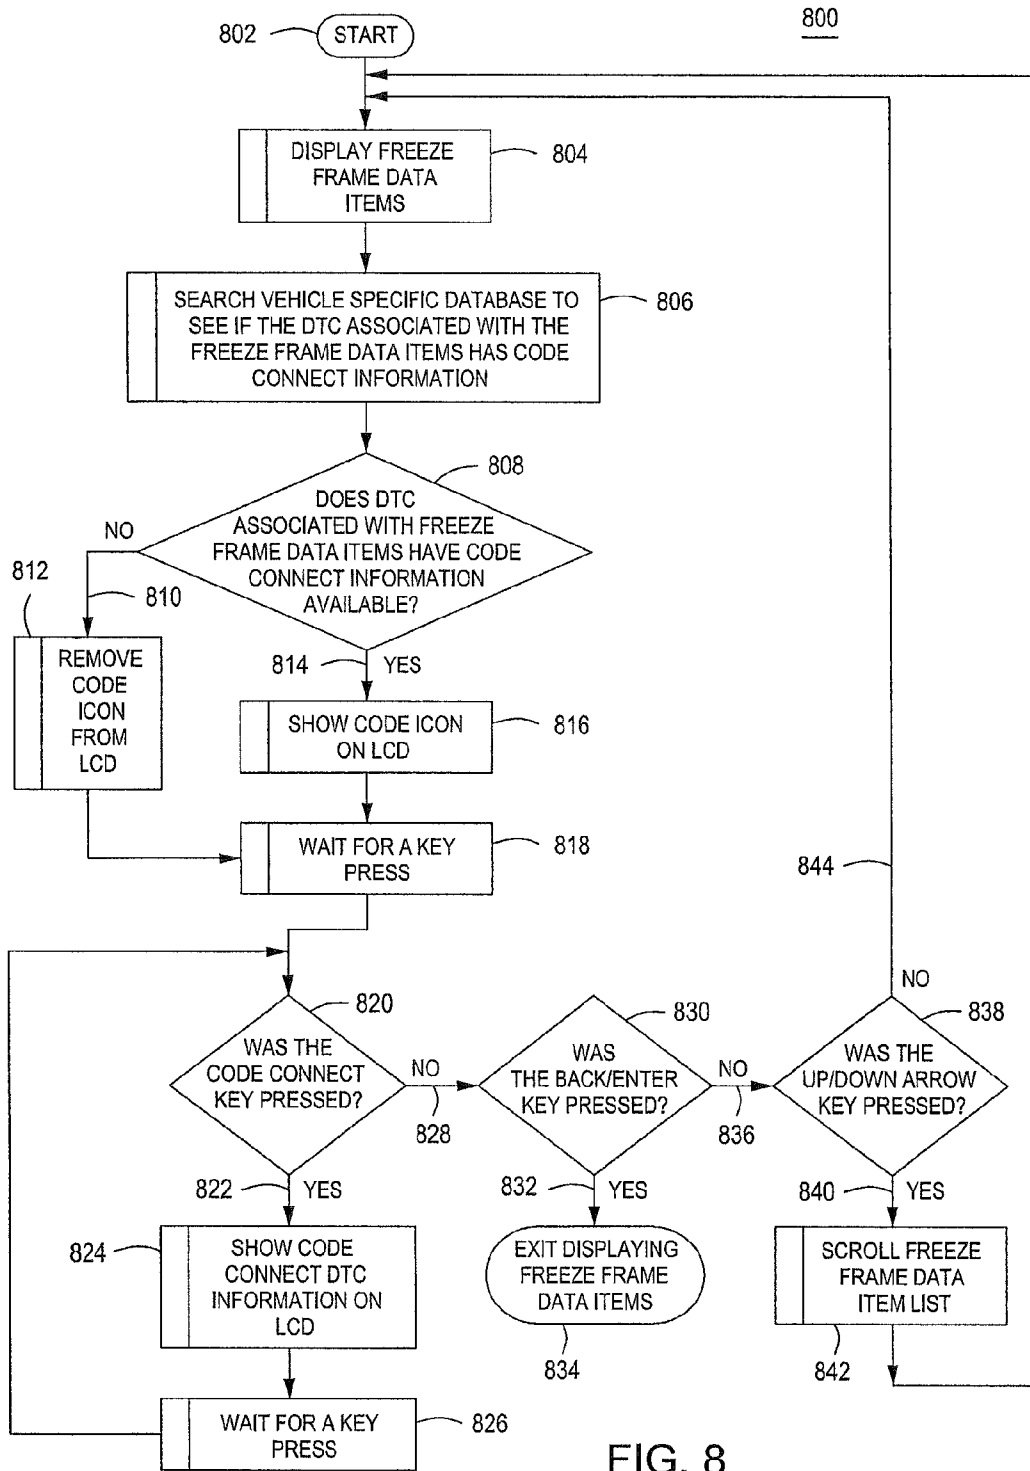 800
802
START
DISPLAY FREEZE
FRAME DATA
ITEMS
804
SEARCH VEHICLE SPECIFIC DATABASE TO
SEE IF THE DTC ASSOCIATED WITH THE
FREEZE FRAME DATA ITEMS HAS CODE
CONNECT INFORMATION
806
808
DOES DTC
ASSOCIATED WITH FREEZE
FRAME DATA ITEMS HAVE CODE
CONNECT INFORMATION
AVAILABLE?
NO
812
810
REMOVE
CODE
ICON
FROM
LCD
814
YES
SHOW CODE ICON
ON LCD
816
WAIT FOR A KEY
PRESS
818
844
820
WAS THE
CODE CONNECT
KEY PRESSED?
NO
828
830
WAS
THE BACK/ENTER
KEY PRESSED?
NO
836
NO
838
WAS THE
UP/DOWN ARROW
KEY PRESSED?
822
YES
832
YES
840
YES
824
SHOW CODE
CONNECT DTC
INFORMATION ON
LCD
EXIT DISPLAYING
FREEZE FRAME
DATA ITEMS
834
SCROLL FREEZE
FRAME DATA
ITEM LIST
842
WAIT FOR A KEY
PRESS
826
FIG. 8